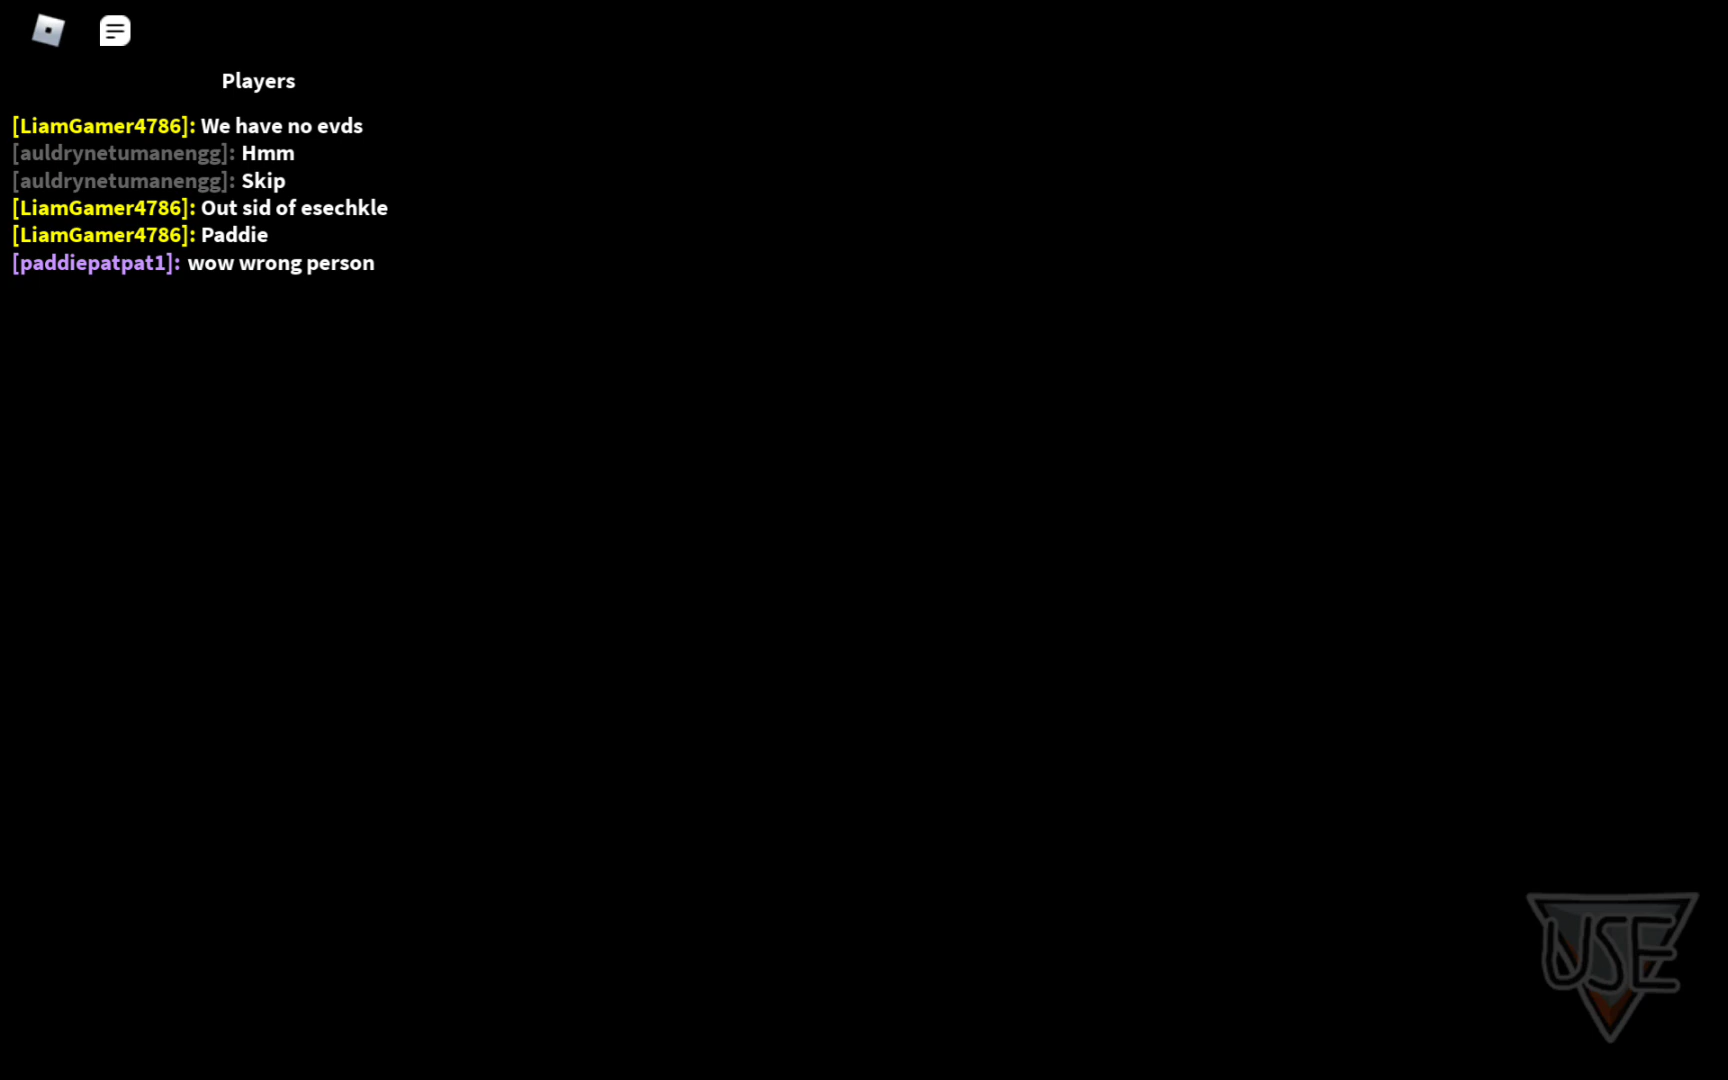 Players
[LiamGamer4786]: We have no evds
[auldrynetumanengg]: Hmm
[auldrynetumanengg]: Skip
[LiamGamer4786]: Out sid of esechkle
[LiamGamer4786]: Paddie
[paddiepatpat1]: wow wrong person
USE